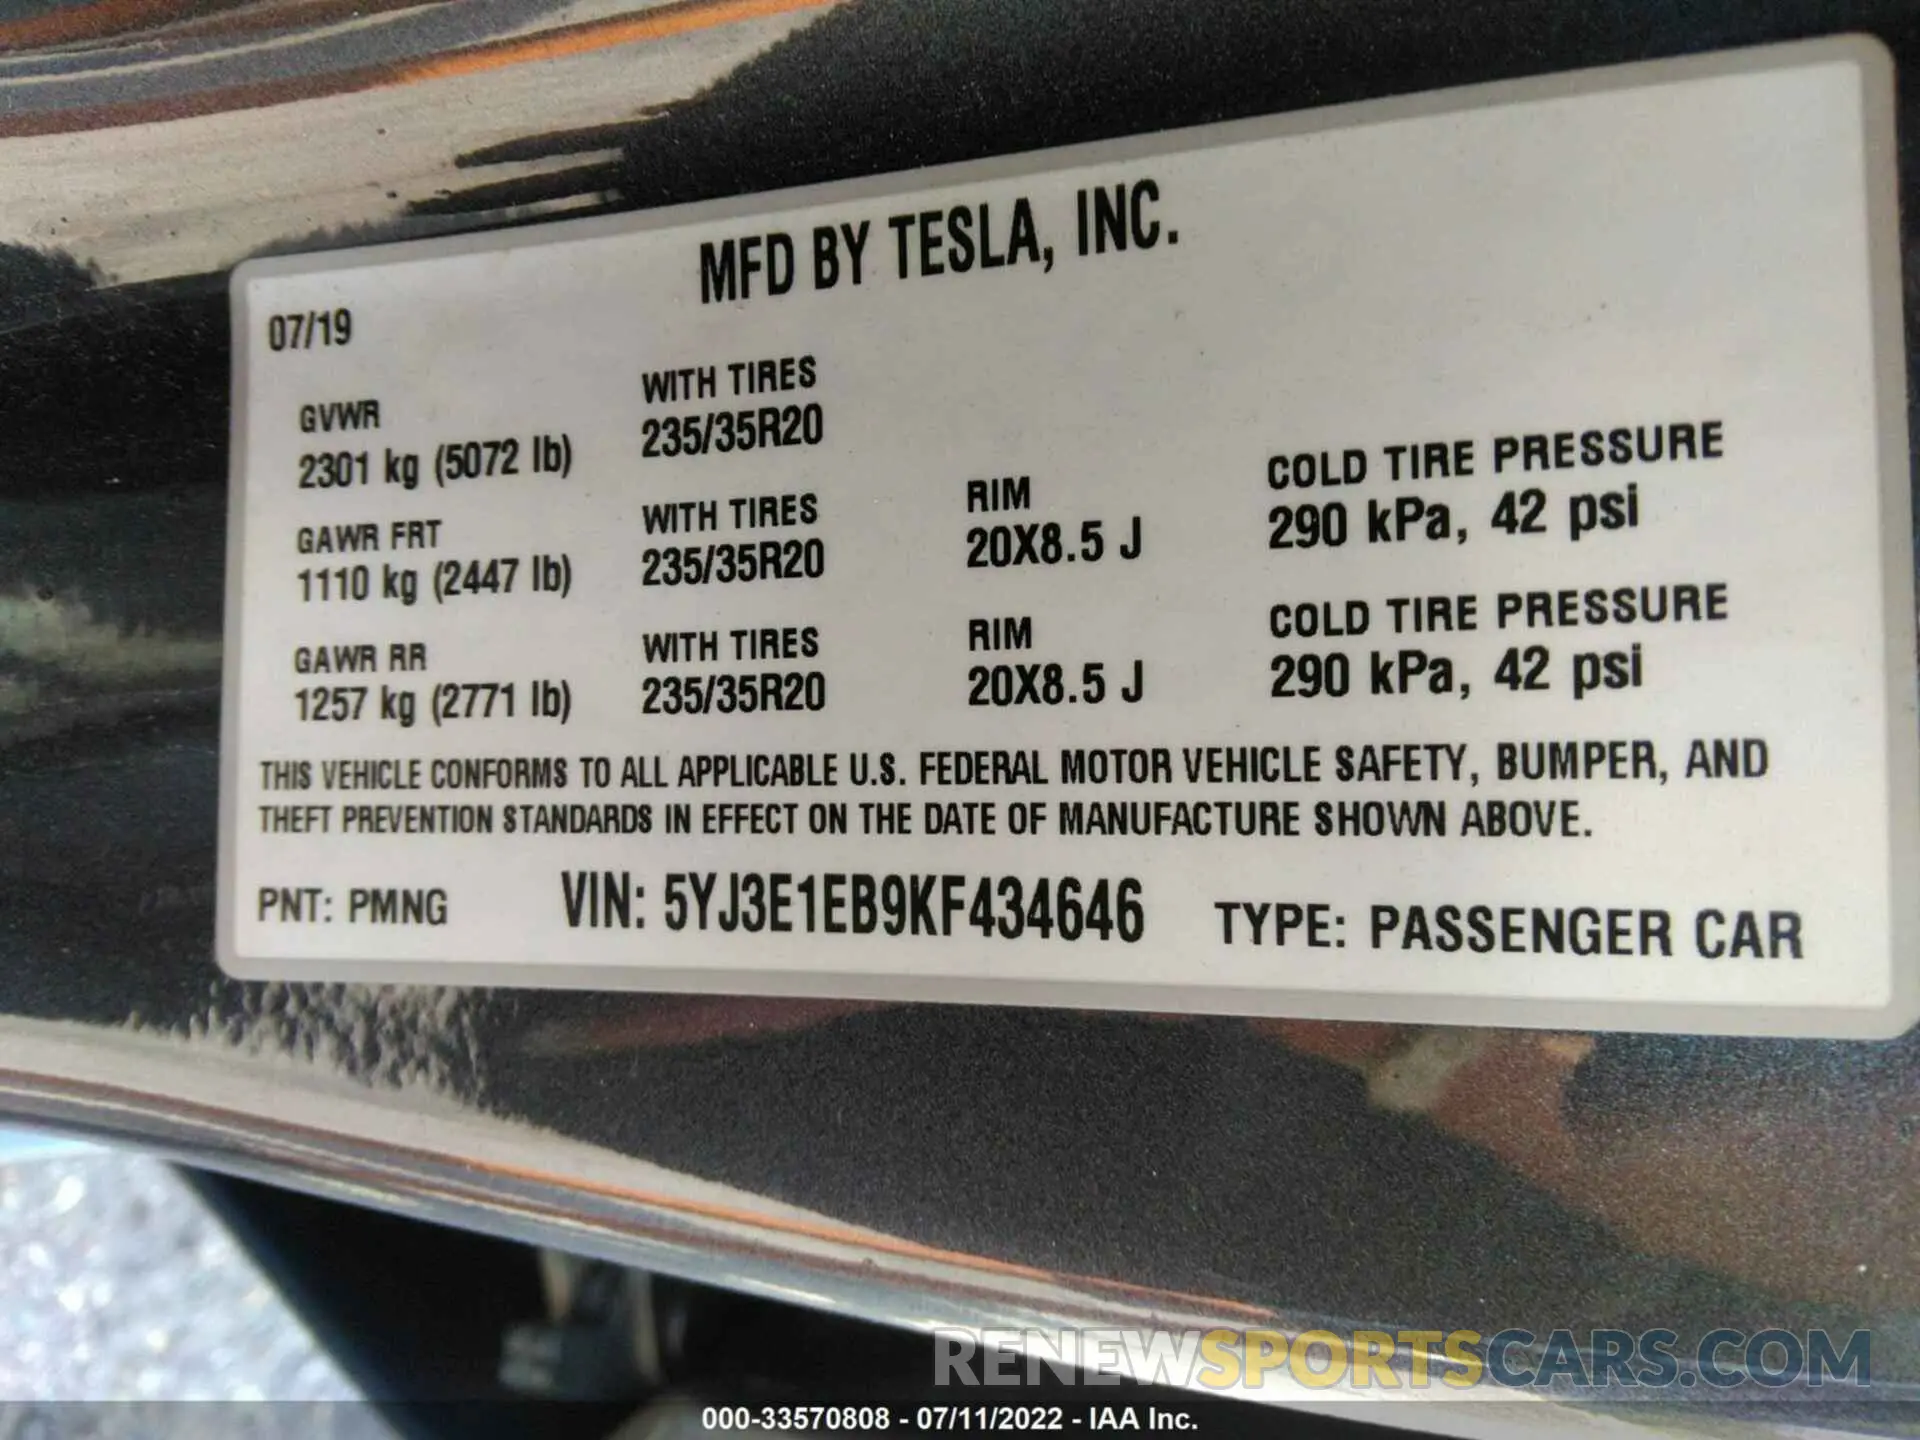 MFD BY TESLA, INC.
07/19
GVWR
2301 kg (5072 lb)
WITH TIRES
235/35R20
GAWR FRT
1110 kg (2447 lb)
WITH TIRES
235/35R20
RIM
20X8.5 J
COLD TIRE PRESSURE
290 kPa, 42 psi
GAWR RR
1257 kg (2771 lb)
WITH TIRES
235/35R20
RIM
20X8.5 J
COLD TIRE PRESSURE
290 kPa, 42 psi
THIS VEHICLE CONFORMS TO ALL APPLICABLE U.S. FEDERAL MOTOR VEHICLE SAFETY, BUMPER, AND
THEFT PREVENTION STANDARDS IN EFFECT ON THE DATE OF MANUFACTURE SHOWN ABOVE.
PNT: PMNG VIN: 5YJ3E1EB9KF434646 TYPE: PASSENGER CAR
RENEWSPORTSCARS.COM
000-33570808 - 07/11/2022 - IAA Inc.